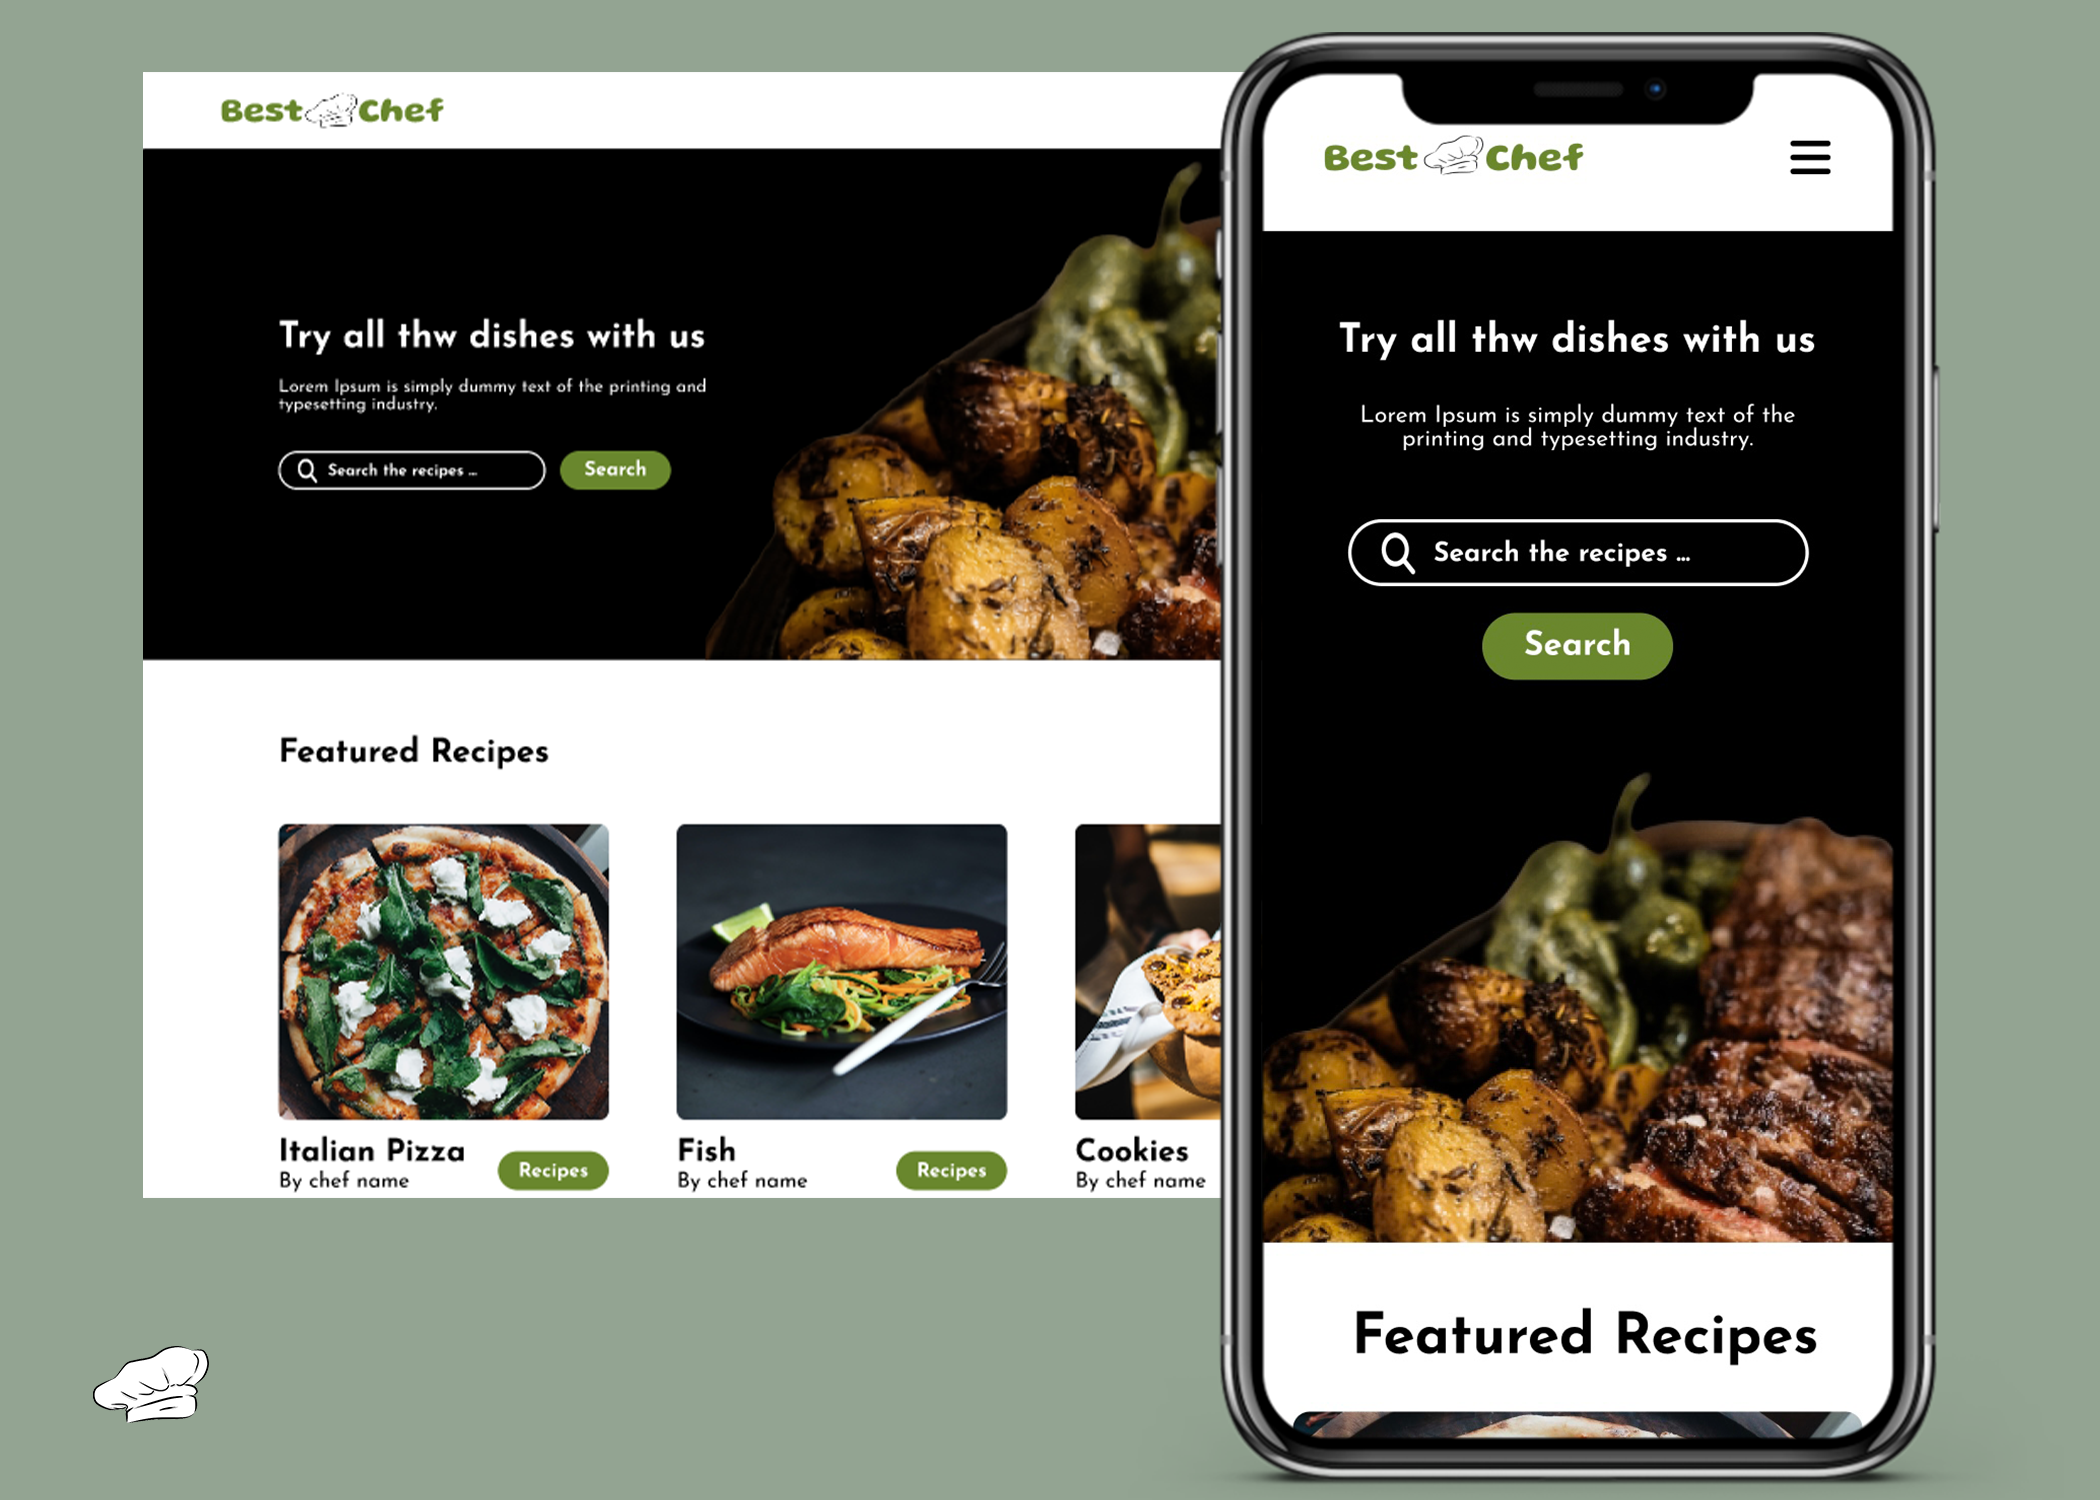 Best Chef
Try all thw dishes with us
Lorem Ipsum is simply dummy text of the printing and
typesetting industry.
Search the recipes ...
Search
Featured Recipes
Italian Pizza
By chef name
Recipes
Fish
By chef name
Recipes
Cookies
By chef name
Best Chef
Try all thw dishes with us
Lorem Ipsum is simply dummy text of the
printing and typesetting industry.
Search the recipes ...
Search
Featured Recipes